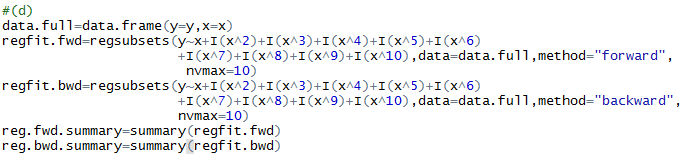 #(d)
data.full=data.frame(y=y,x=x)
regfit.fwd=regsubsets(y~x+I(x^2)+I(x^3)+I(x^4)+I(x^5)+I(x^6)
+I(x^7)+I(x^8)+I(x^9)+I(x^10),data=data.full,method="forward",
nvmax=10)
regfit.bwd=regsubsets(y~x+I(x^2)+I(x^3)+I(x^4)+I(x^5)+I(x^6)
+I(x^7)+I(x^8)+I(x^9)+I(x^10),data=data.full,method="backward",
nvmax=10)
reg.fwd.summary=summary(regfit.fwd)
reg.bwd.summary=summary(regfit.bwd)